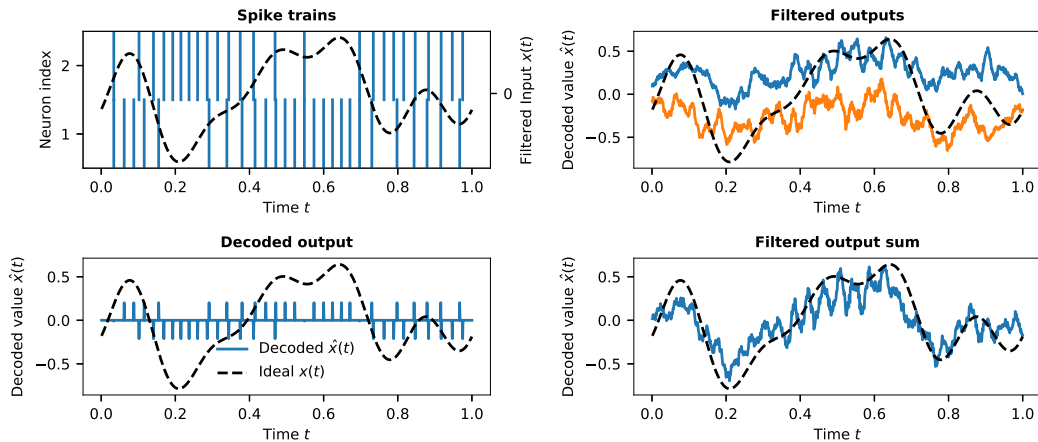 Spike trains
Neuron index
2
1
0
Filtered Input x(t)
0.0 0.2 0.4 0.6 0.8 1.0
Time t
Filtered outputs
Decoded value x̂(t)
0.5
0.0
−0.5
0.0 0.2 0.4 0.6 0.8 1.0
Time t
Decoded output
Decoded value x̂(t)
0.5
0.0
−0.5
Decoded x̂(t)
Ideal x(t)
0.0 0.2 0.4 0.6 0.8 1.0
Time t
Filtered output sum
Decoded value x̂(t)
0.5
0.0
−0.5
0.0 0.2 0.4 0.6 0.8 1.0
Time t